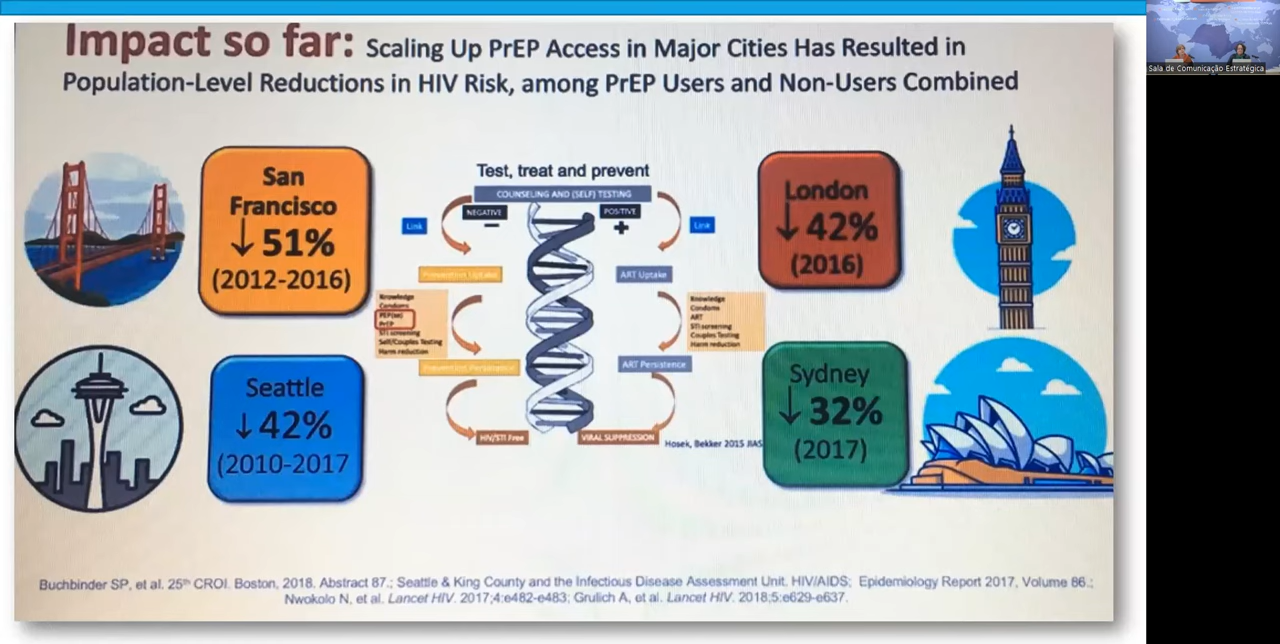 Impact so far: Scaling Up PrEP Access in Major Cities Has Resulted in
Population-Level Reductions in HIV Risk, among PrEP Users and Non-Users Combined
San
Francisco
↓ 51%
(2012-2016)
Seattle
↓ 42%
(2010-2017
Test, treat and prevent
COUNSELING AND (SELF) TESTING
NEGATIVE
−
POSITIVE
+
Link
Link
Prevention Uptake
ART Uptake
Knowledge
Condoms
PrEP
STI screening
Self/Couples Testing
Harm reduction
Knowledge
Condoms
ART
STI screening
Couples Testing
Harm reduction
Prevention Persistence
ART Persistence
HIV/STI Free
VIRAL SUPPRESSION
Hosek, Bekker 2015 JIAS
London
↓ 42%
(2016)
Sydney
↓ 32%
(2017)
Buchbinder SP, et al. 25th CROI. Boston, 2018. Abstract 87.; Seattle & King County and the Infectious Disease Assessment Unit. HIV/AIDS; Epidemiology Report 2017, Volume 86.;
Nwokolo N, et al. Lancet HIV. 2017;4:e482-e483; Grulich A, et al. Lancet HIV. 2018;5:e629-e637.
Sala de Comunicação Estratégica